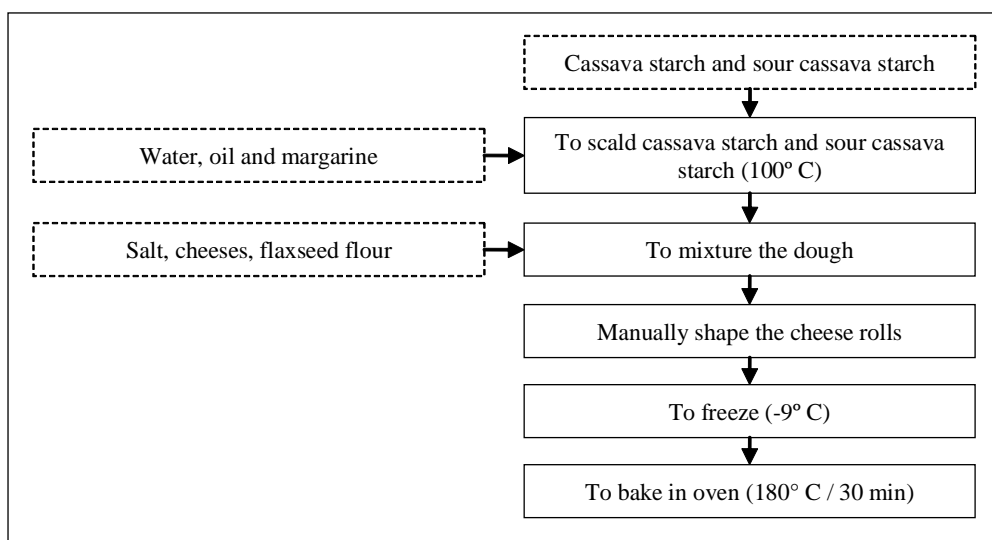 Cassava starch and sour cassava starch
Water, oil and margarine
To scald cassava starch and sour cassava
starch (100º C)
Salt, cheeses, flaxseed flour
To mixture the dough
Manually shape the cheese rolls
To freeze (-9º C)
To bake in oven (180° C / 30 min)